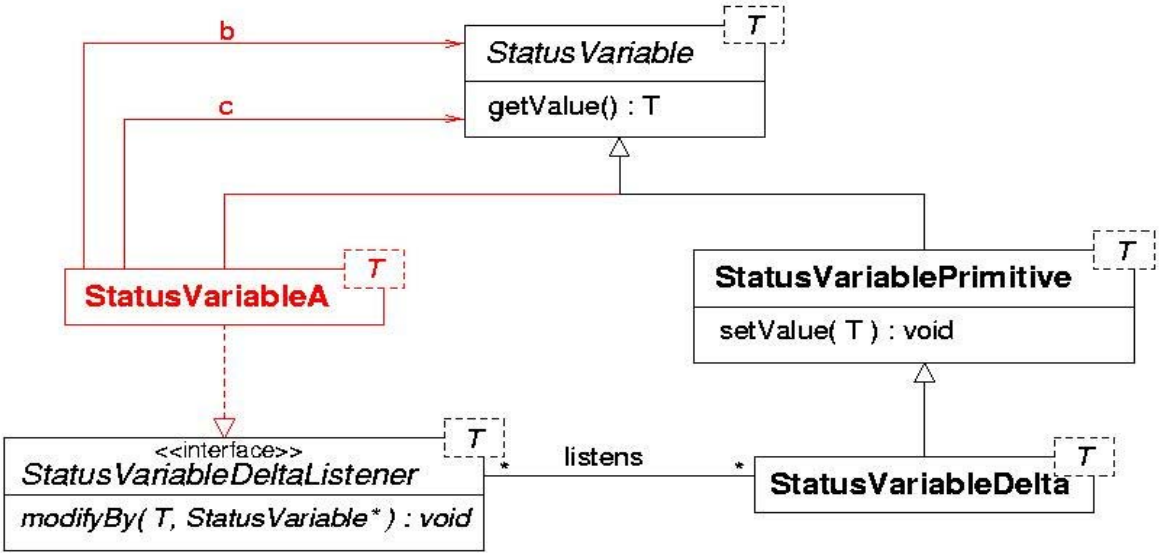 b
T
StatusVariable
c
getValue() : T
T
StatusVariableA
T
StatusVariablePrimitive
setValue( T ) : void
T
<<interface>>
StatusVariableDeltaListener
modifyBy( T, StatusVariable* ) : void
*
listens
*
T
StatusVariableDelta